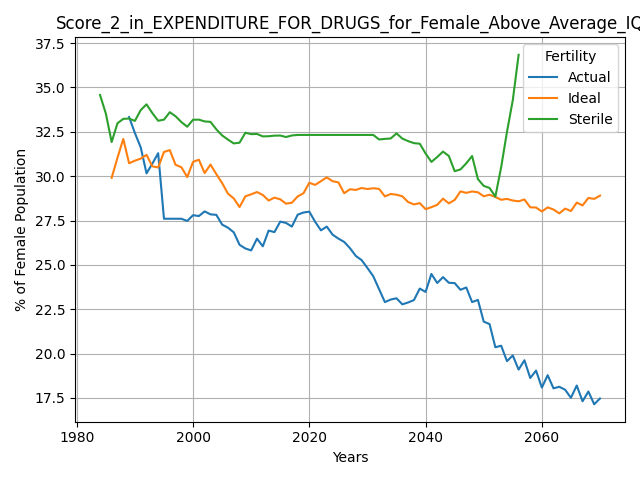 Score_2_in_EXPENDITURE_FOR_DRUGS_for_Female_Above_Average_IQ
37.5
35.0
32.5
30.0
27.5
25.0
22.5
20.0
17.5
% of Female Population
Fertility
Actual
Ideal
Sterile
1980
2000
2020
2040
2060
Years